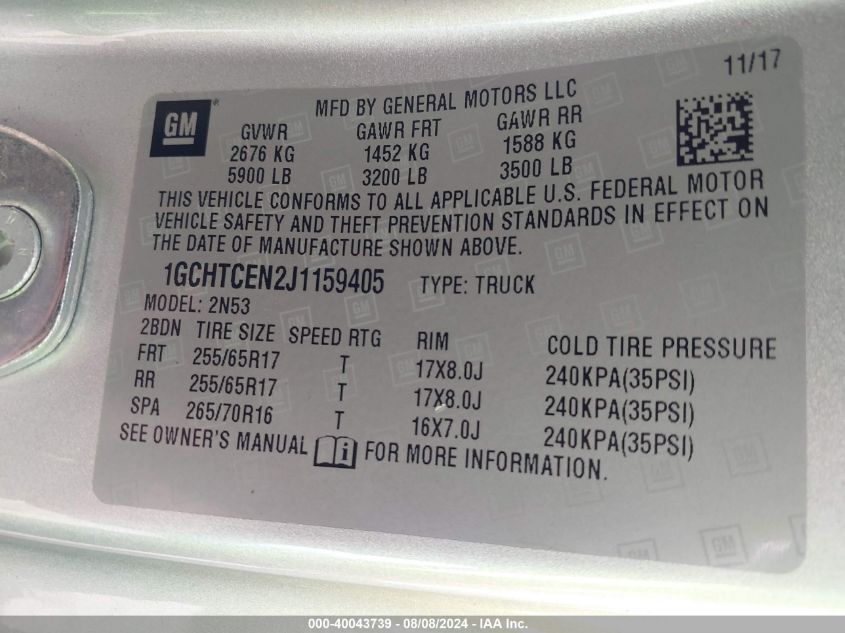 11/17
GM
MFD BY GENERAL MOTORS LLC
GVWR GAWR FRT GAWR RR
2676 KG 1452 KG 1588 KG
5900 LB 3200 LB 3500 LB
THIS VEHICLE CONFORMS TO ALL APPLICABLE U.S. FEDERAL MOTOR
VEHICLE SAFETY AND THEFT PREVENTION STANDARDS IN EFFECT ON
THE DATE OF MANUFACTURE SHOWN ABOVE.
1GCHTCEN2J1159405 TYPE: TRUCK
MODEL: 2N53
2BDN TIRE SIZE SPEED RTG RIM COLD TIRE PRESSURE
FRT 255/65R17 T 17X8.0J 240KPA(35PSI)
RR 255/65R17 T 17X8.0J 240KPA(35PSI)
SPA 265/70R16 T 16X7.0J 240KPA(35PSI)
SEE OWNER'S MANUAL i FOR MORE INFORMATION.
000-40043739 - 08/08/2024 - IAA Inc.